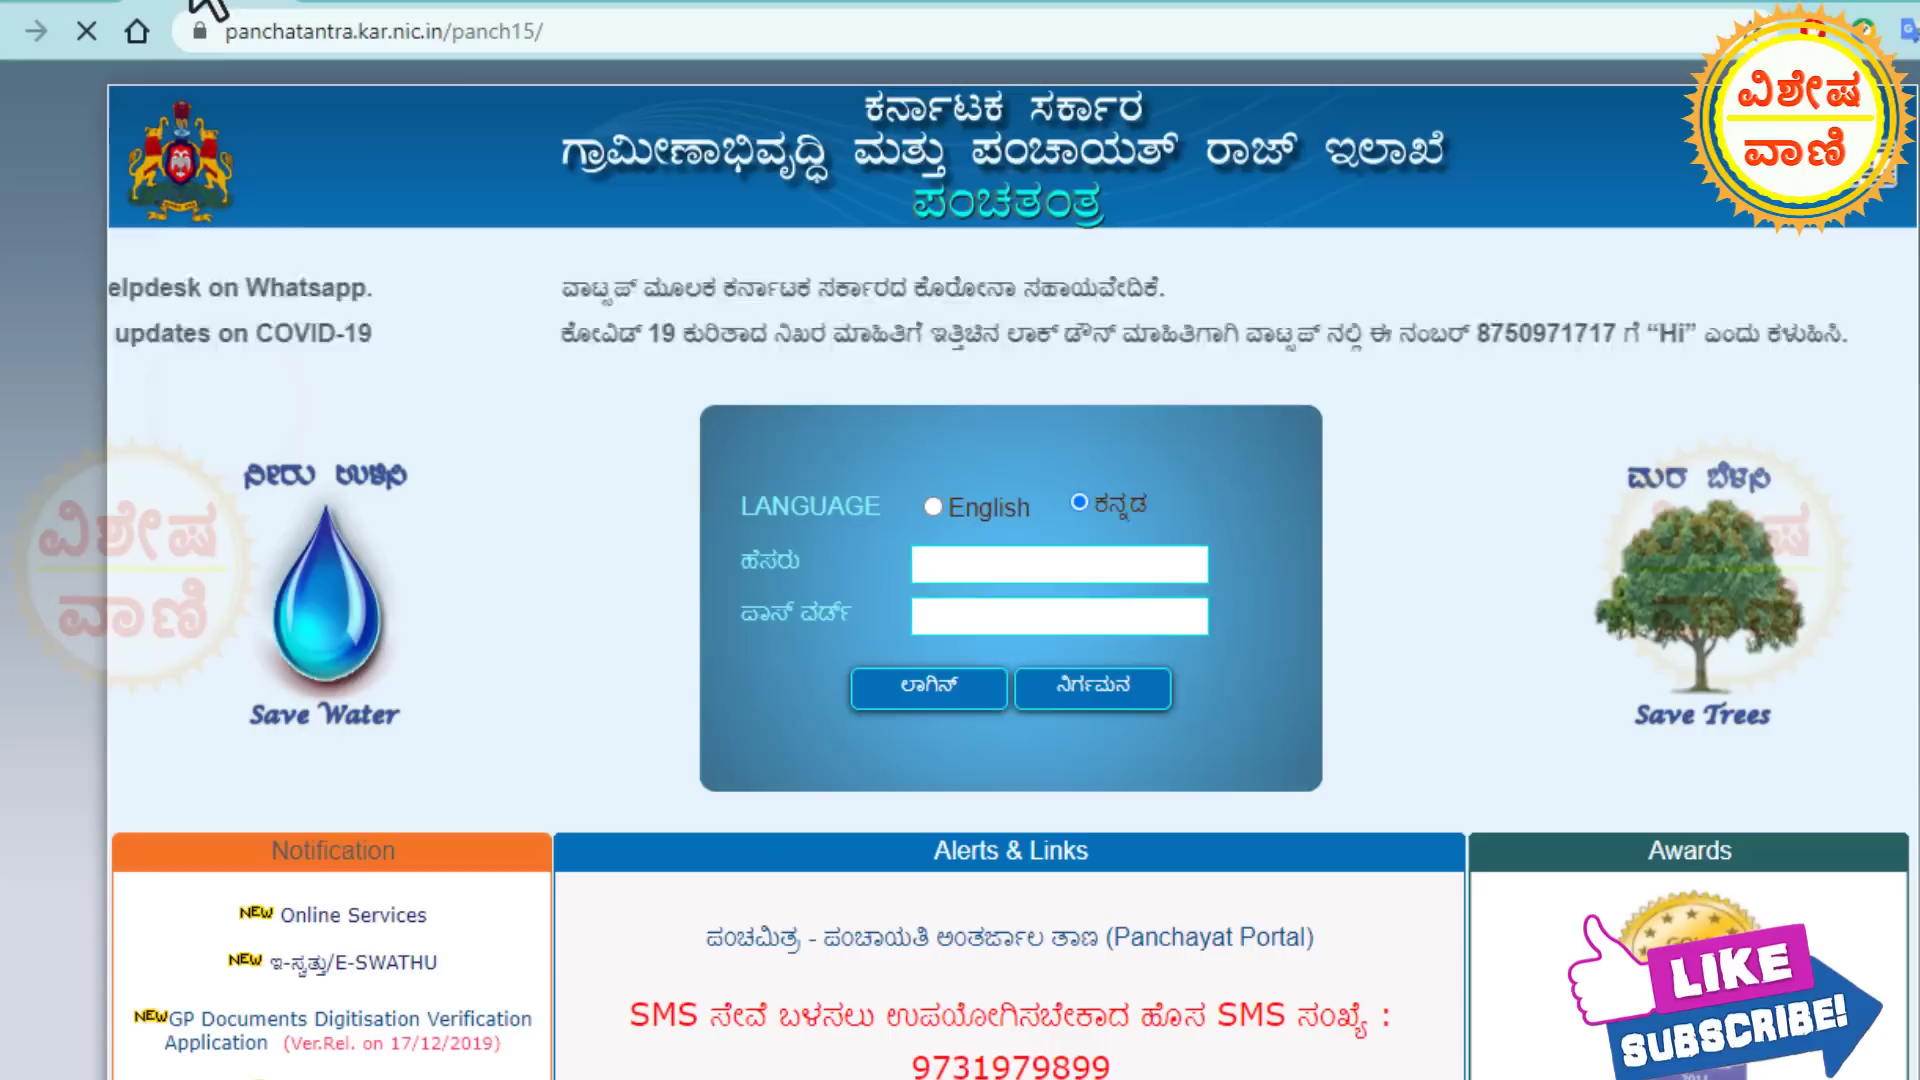 panchatantra.kar.nic.in/panch15/
ವಿಶೇಷ
ವಾಣಿ
ಕರ್ನಾಟಕ ಸರ್ಕಾರ
ಗ್ರಾಮೀಣಾಭಿವೃದ್ಧಿ ಮತ್ತು ಪಂಚಾಯತ್ ರಾಜ್ ಇಲಾಖೆ
ಪಂಚತಂತ್ರ
elpdesk on Whatsapp. ವಾಟ್ಸಪ್ ಮೂಲಕ ಕರ್ನಾಟಕ ಸರ್ಕಾರದ ಕೊರೋನಾ ಸಹಾಯವೇದಿಕೆ.
updates on COVID-19 ಕೋವಿಡ್ 19 ಕುರಿತಾದ ನಿಖರ ಮಾಹಿತಿಗೆ ಇತ್ತಿಚಿನ ಲಾಕ್ ಡೌನ್ ಮಾಹಿತಿಗಾಗಿ ವಾಟ್ಸಪ್ ನಲ್ಲಿ ಈ ನಂಬರ್ 8750971717 ಗೆ “Hi” ಎಂದು ಕಳುಹಿಸಿ.
ನೀರು ಉಳಿಸಿ
ವಿಶೇಷ
ವಾಣಿ
Save Water
LANGUAGE English ಕನ್ನಡ
ಹೆಸರು
ಪಾಸ್ ವರ್ಡ್
ಲಾಗಿನ್ ನಿರ್ಗಮನ
ಮರ ಬೆಳಸಿ
Save Trees
Notification
NEW Online Services
NEW ಇ-ಸ್ವತ್ತು/E-SWATHU
NEW GP Documents Digitisation Verification
Application (Ver.Rel. on 17/12/2019)
Alerts & Links
ಪಂಚಮಿತ್ರ - ಪಂಚಾಯತಿ ಅಂತರ್ಜಾಲ ತಾಣ (Panchayat Portal)
SMS ಸೇವೆ ಬಳಸಲು ಉಪಯೋಗಿಸಬೇಕಾದ ಹೊಸ SMS ಸಂಖ್ಯೆ :
9731979899
Awards
LIKE
SUBSCRIBE!